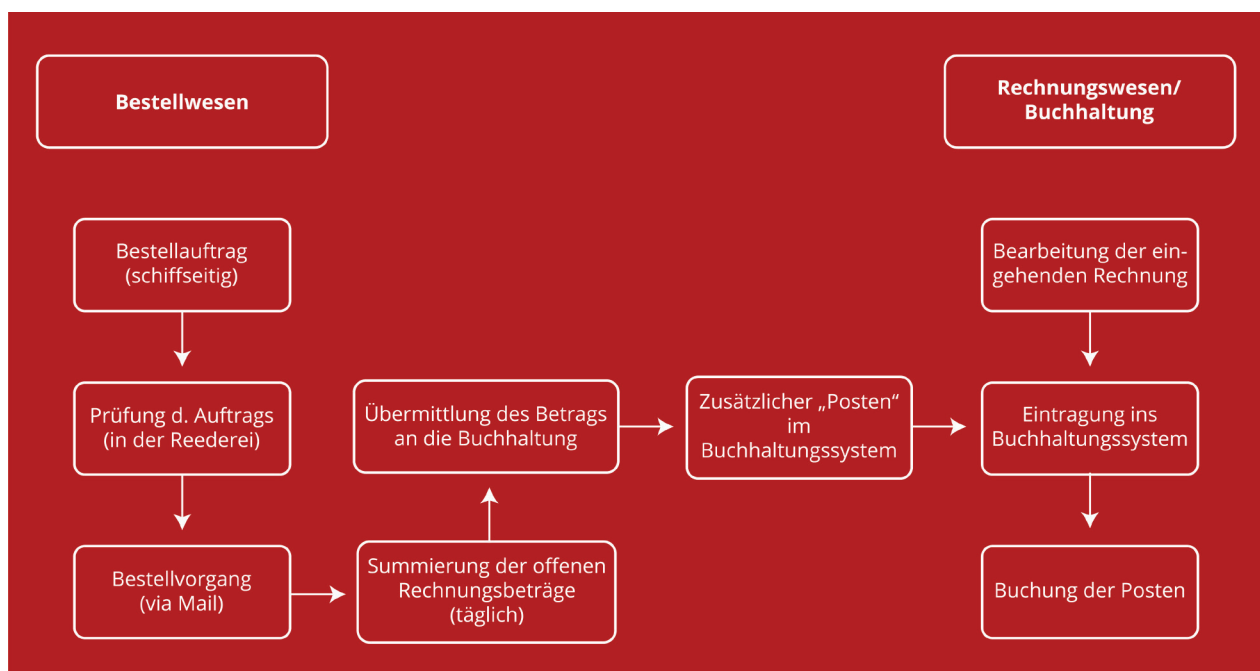 Bestellwesen
Rechnungswesen/
Buchhaltung
Bestellauftrag
(schiffseitig)
Prüfung d. Auftrags
(in der Reederei)
Bestellvorgang
(via Mail)
Summierung der offenen
Rechnungsbeträge
(täglich)
Übermittlung des Betrags
an die Buchhaltung
Zusätzlicher „Posten“
im
Buchhaltungssystem
Bearbeitung der ein-
gehenden Rechnung
Eintragung ins
Buchhaltungssystem
Buchung der Posten